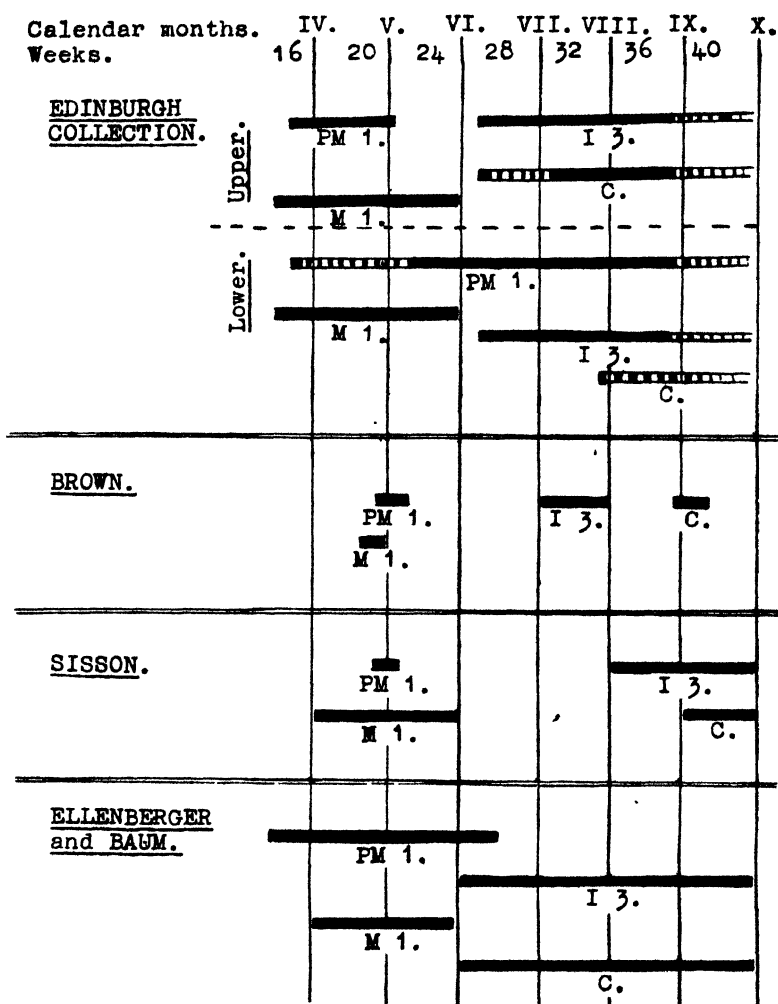 Calendar months. IV. V. VI. VII. VIII. IX. X.
Weeks. 16 20 24 28 32 36 40
EDINBURGH
COLLECTION.
Upper.
PM 1. I 3.
C.
M 1.
Lower.
PM 1.
M 1.
I 3.
C.
BROWN.
PM 1. I 3. C.
M 1.
SISSON.
PM 1. I 3.
M 1. C.
ELLENBERGER
and BAUM.
PM 1.
I 3.
M 1.
C.